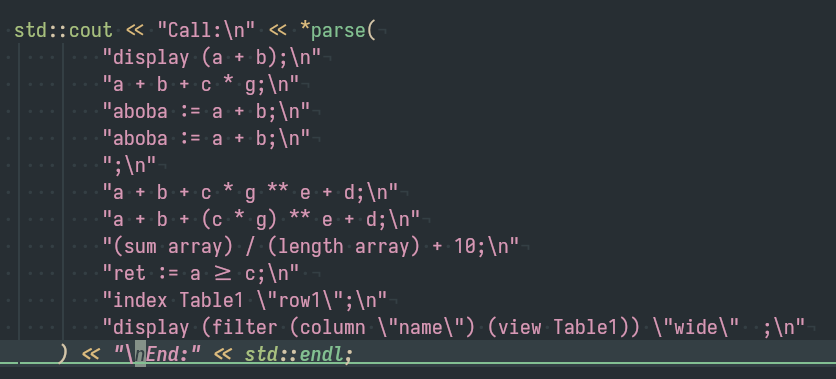 std::cout << "Call:\n" << *parse(
"display (a + b);\n"
"a + b + c * g;\n"
"aboba := a + b;\n"
"aboba := a + b;\n"
";\n"
"a + b + c * g ** e + d;\n"
"a + b + (c * g) ** e + d;\n"
"(sum array) / (length array) + 10;\n"
"ret := a ≥ c;\n"
"index Table1 \"row1\";\n"
"display (filter (column \"name\") (view Table1)) \"wide\"  ;\n"
) << "\nEnd:" << std::endl;